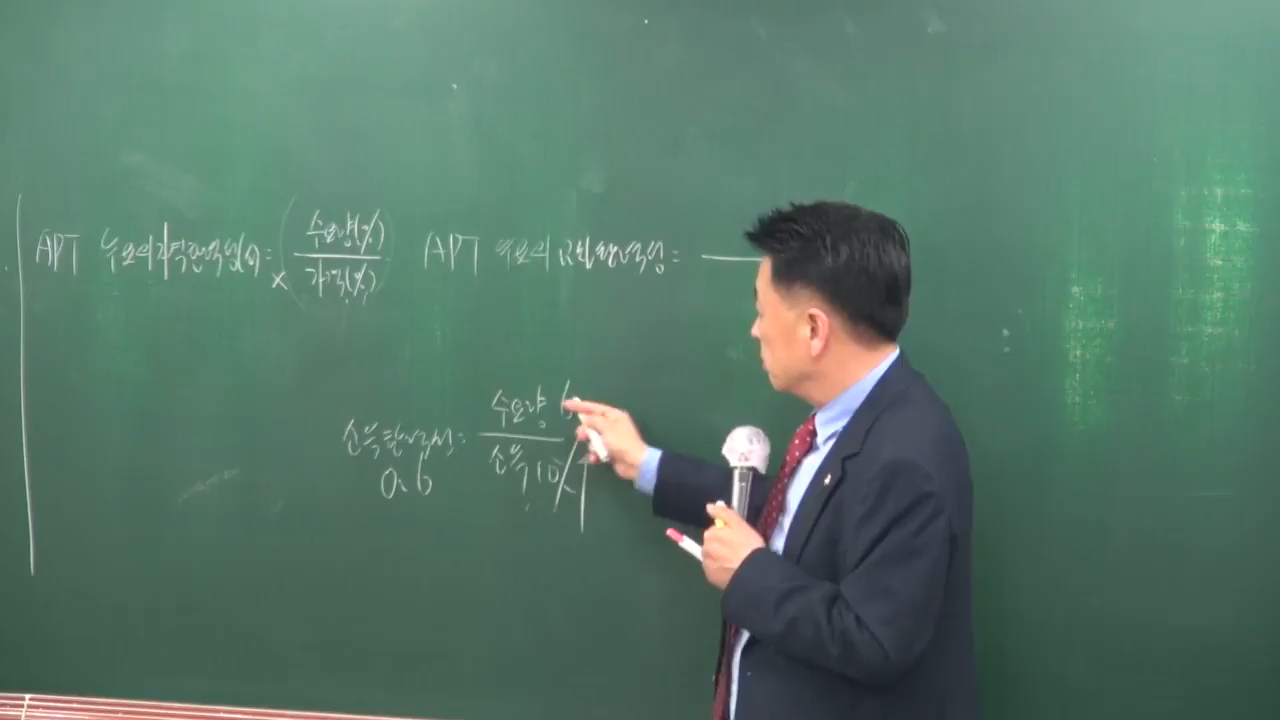 APT 수요의 가격탄력성(A) = 수요량(%) / 가격(%) ×
APT 수요의 교차탄력성 =
소득탄력성 = 수요량 6 / 소득 10% ↑
0.6